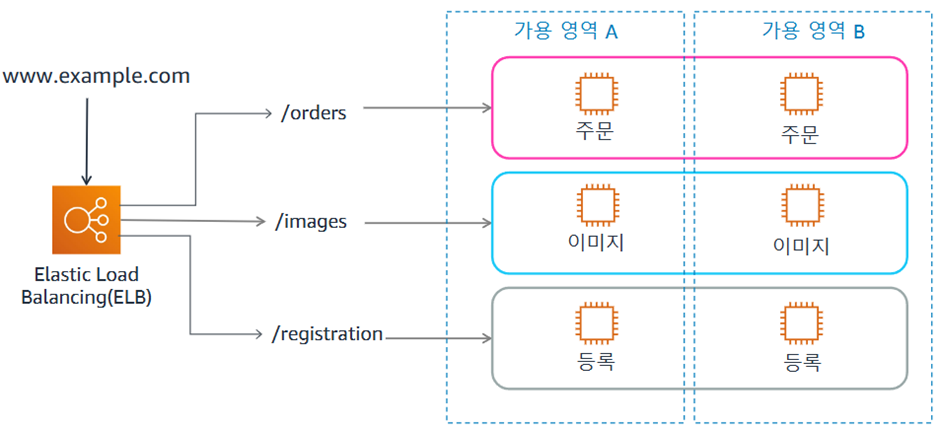 가용 영역 A
가용 영역 B
www.example.com
/orders
주문
주문
/images
이미지
이미지
Elastic Load
Balancing(ELB)
/registration
등록
등록